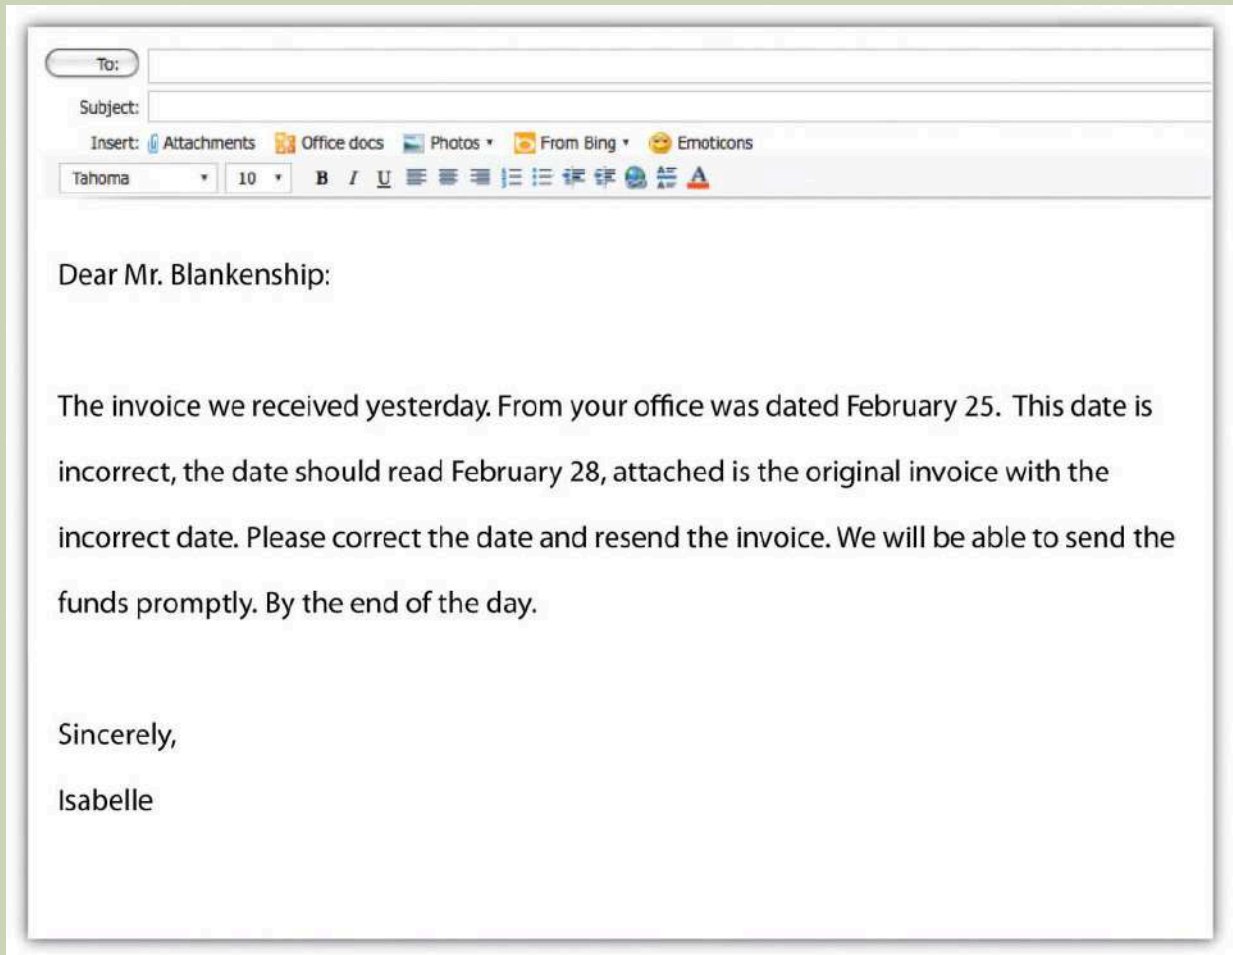 To:
Subject:
Insert: Attachments Office docs Photos From Bing Emoticons
Tahoma 10 B I U A
Dear Mr. Blankenship:
The invoice we received yesterday. From your office was dated February 25. This date is
incorrect, the date should read February 28, attached is the original invoice with the
incorrect date. Please correct the date and resend the invoice. We will be able to send the
funds promptly. By the end of the day.
Sincerely,
Isabelle